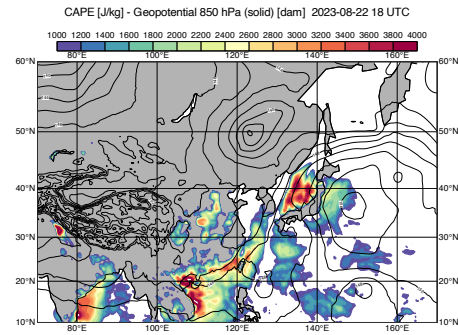 CAPE [J/kg] - Geopotential 850 hPa (solid) [dam] 2023-08-22 18 UTC
1000 1200 1400 1600 1800 2000 2200 2400 2600 2800 3000 3200 3400 3600 3800 4000
80°E 120°E 160°E
60°N 60°N
50°N 50°N
40°N 40°N
30°N 30°N
20°N 20°N
10°N 10°N
80°E 100°E 120°E 140°E 160°E